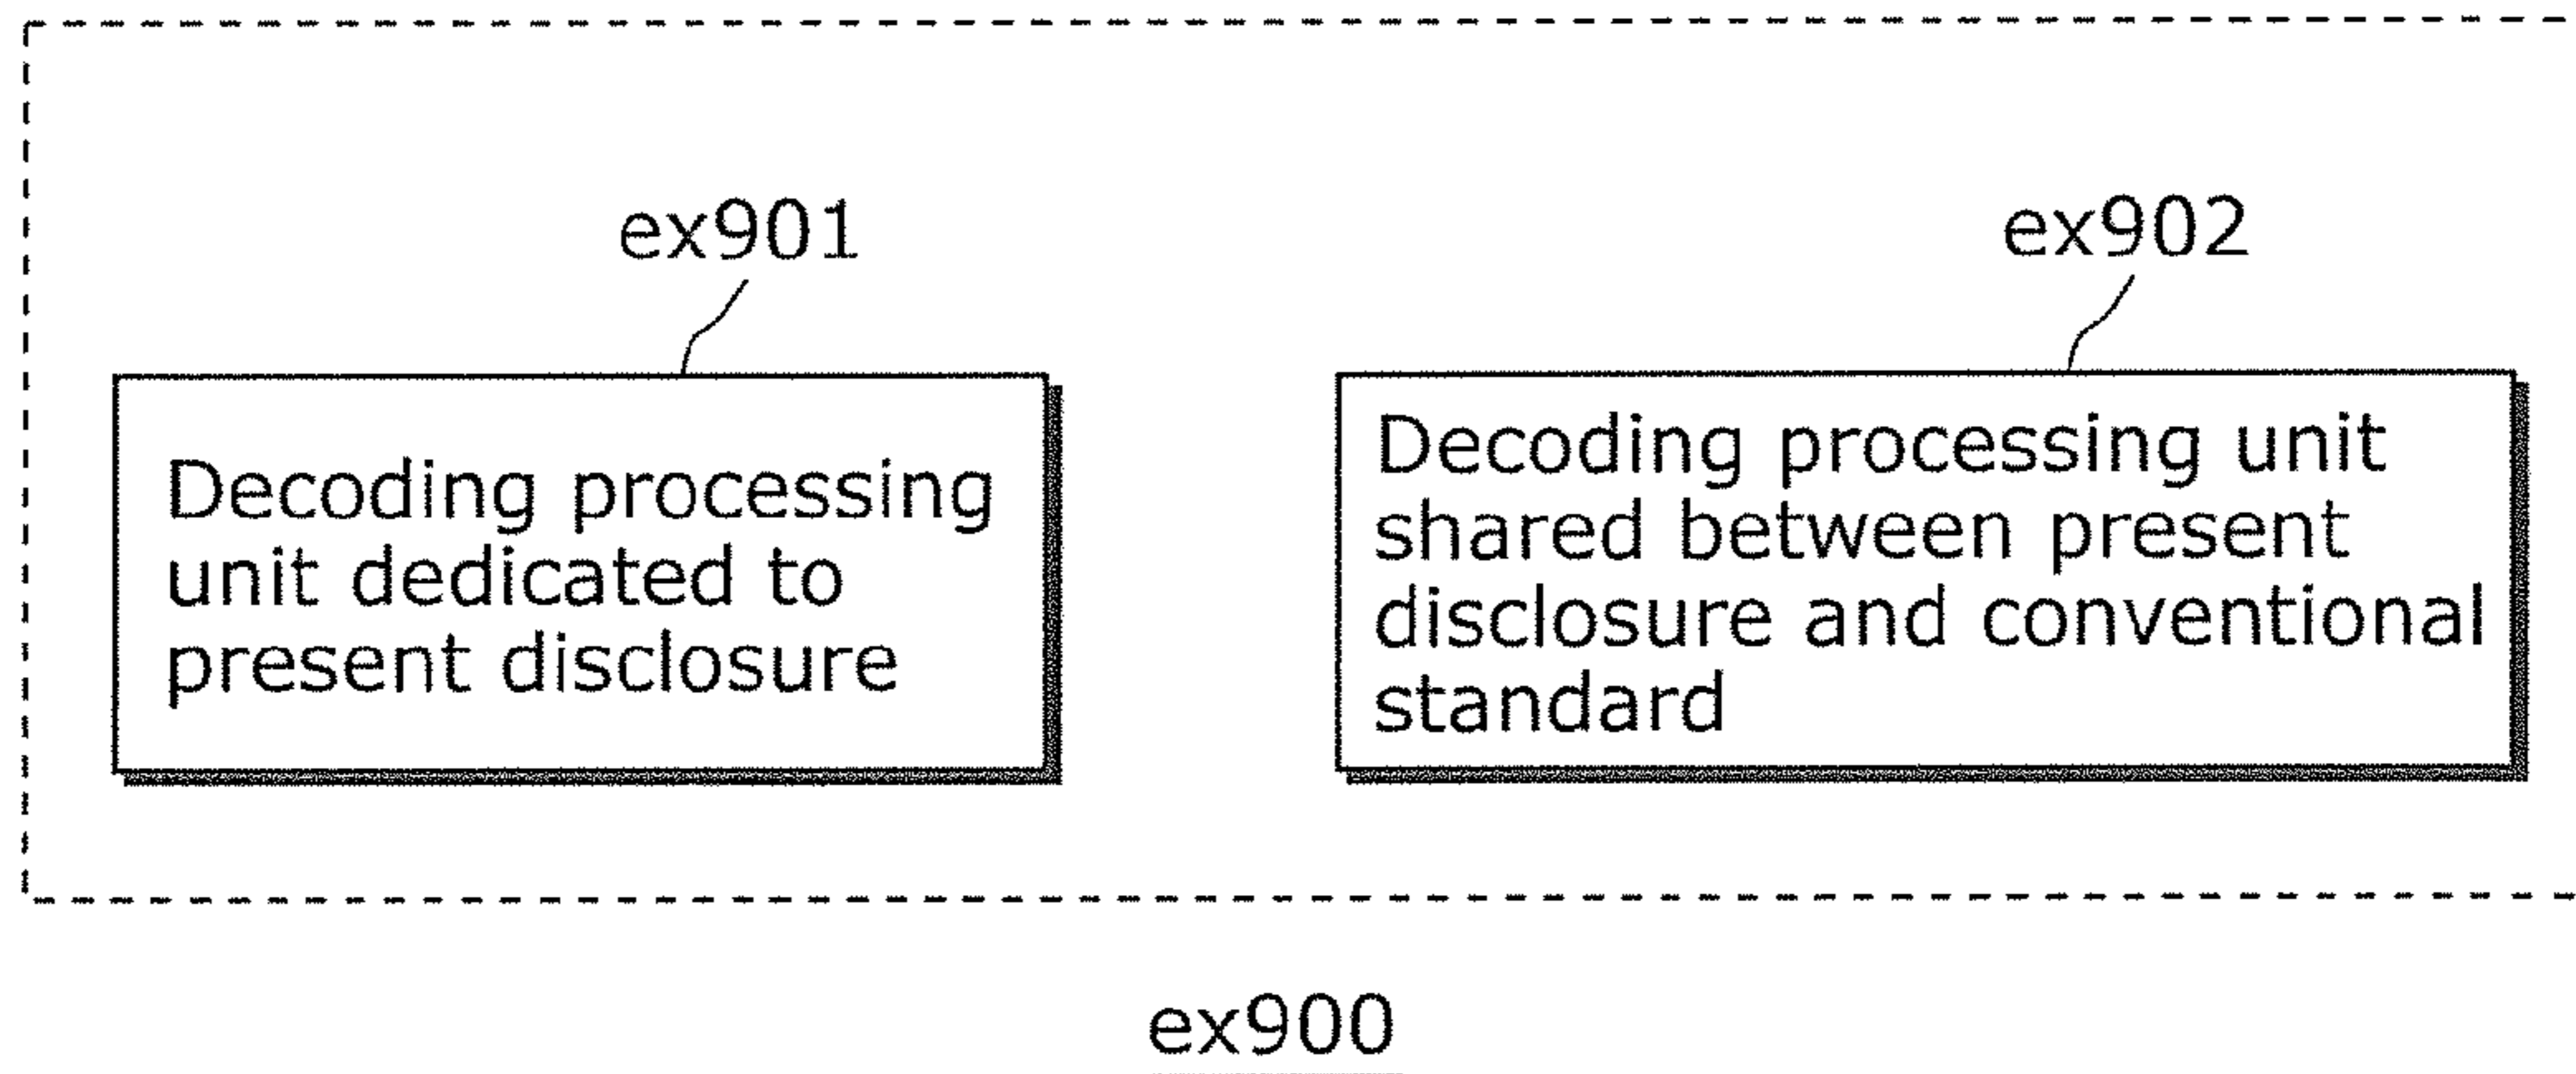 ex901
ex902
Decoding processing
unit dedicated to
present disclosure
Decoding processing unit
shared between present
disclosure and conventional
standard
ex900